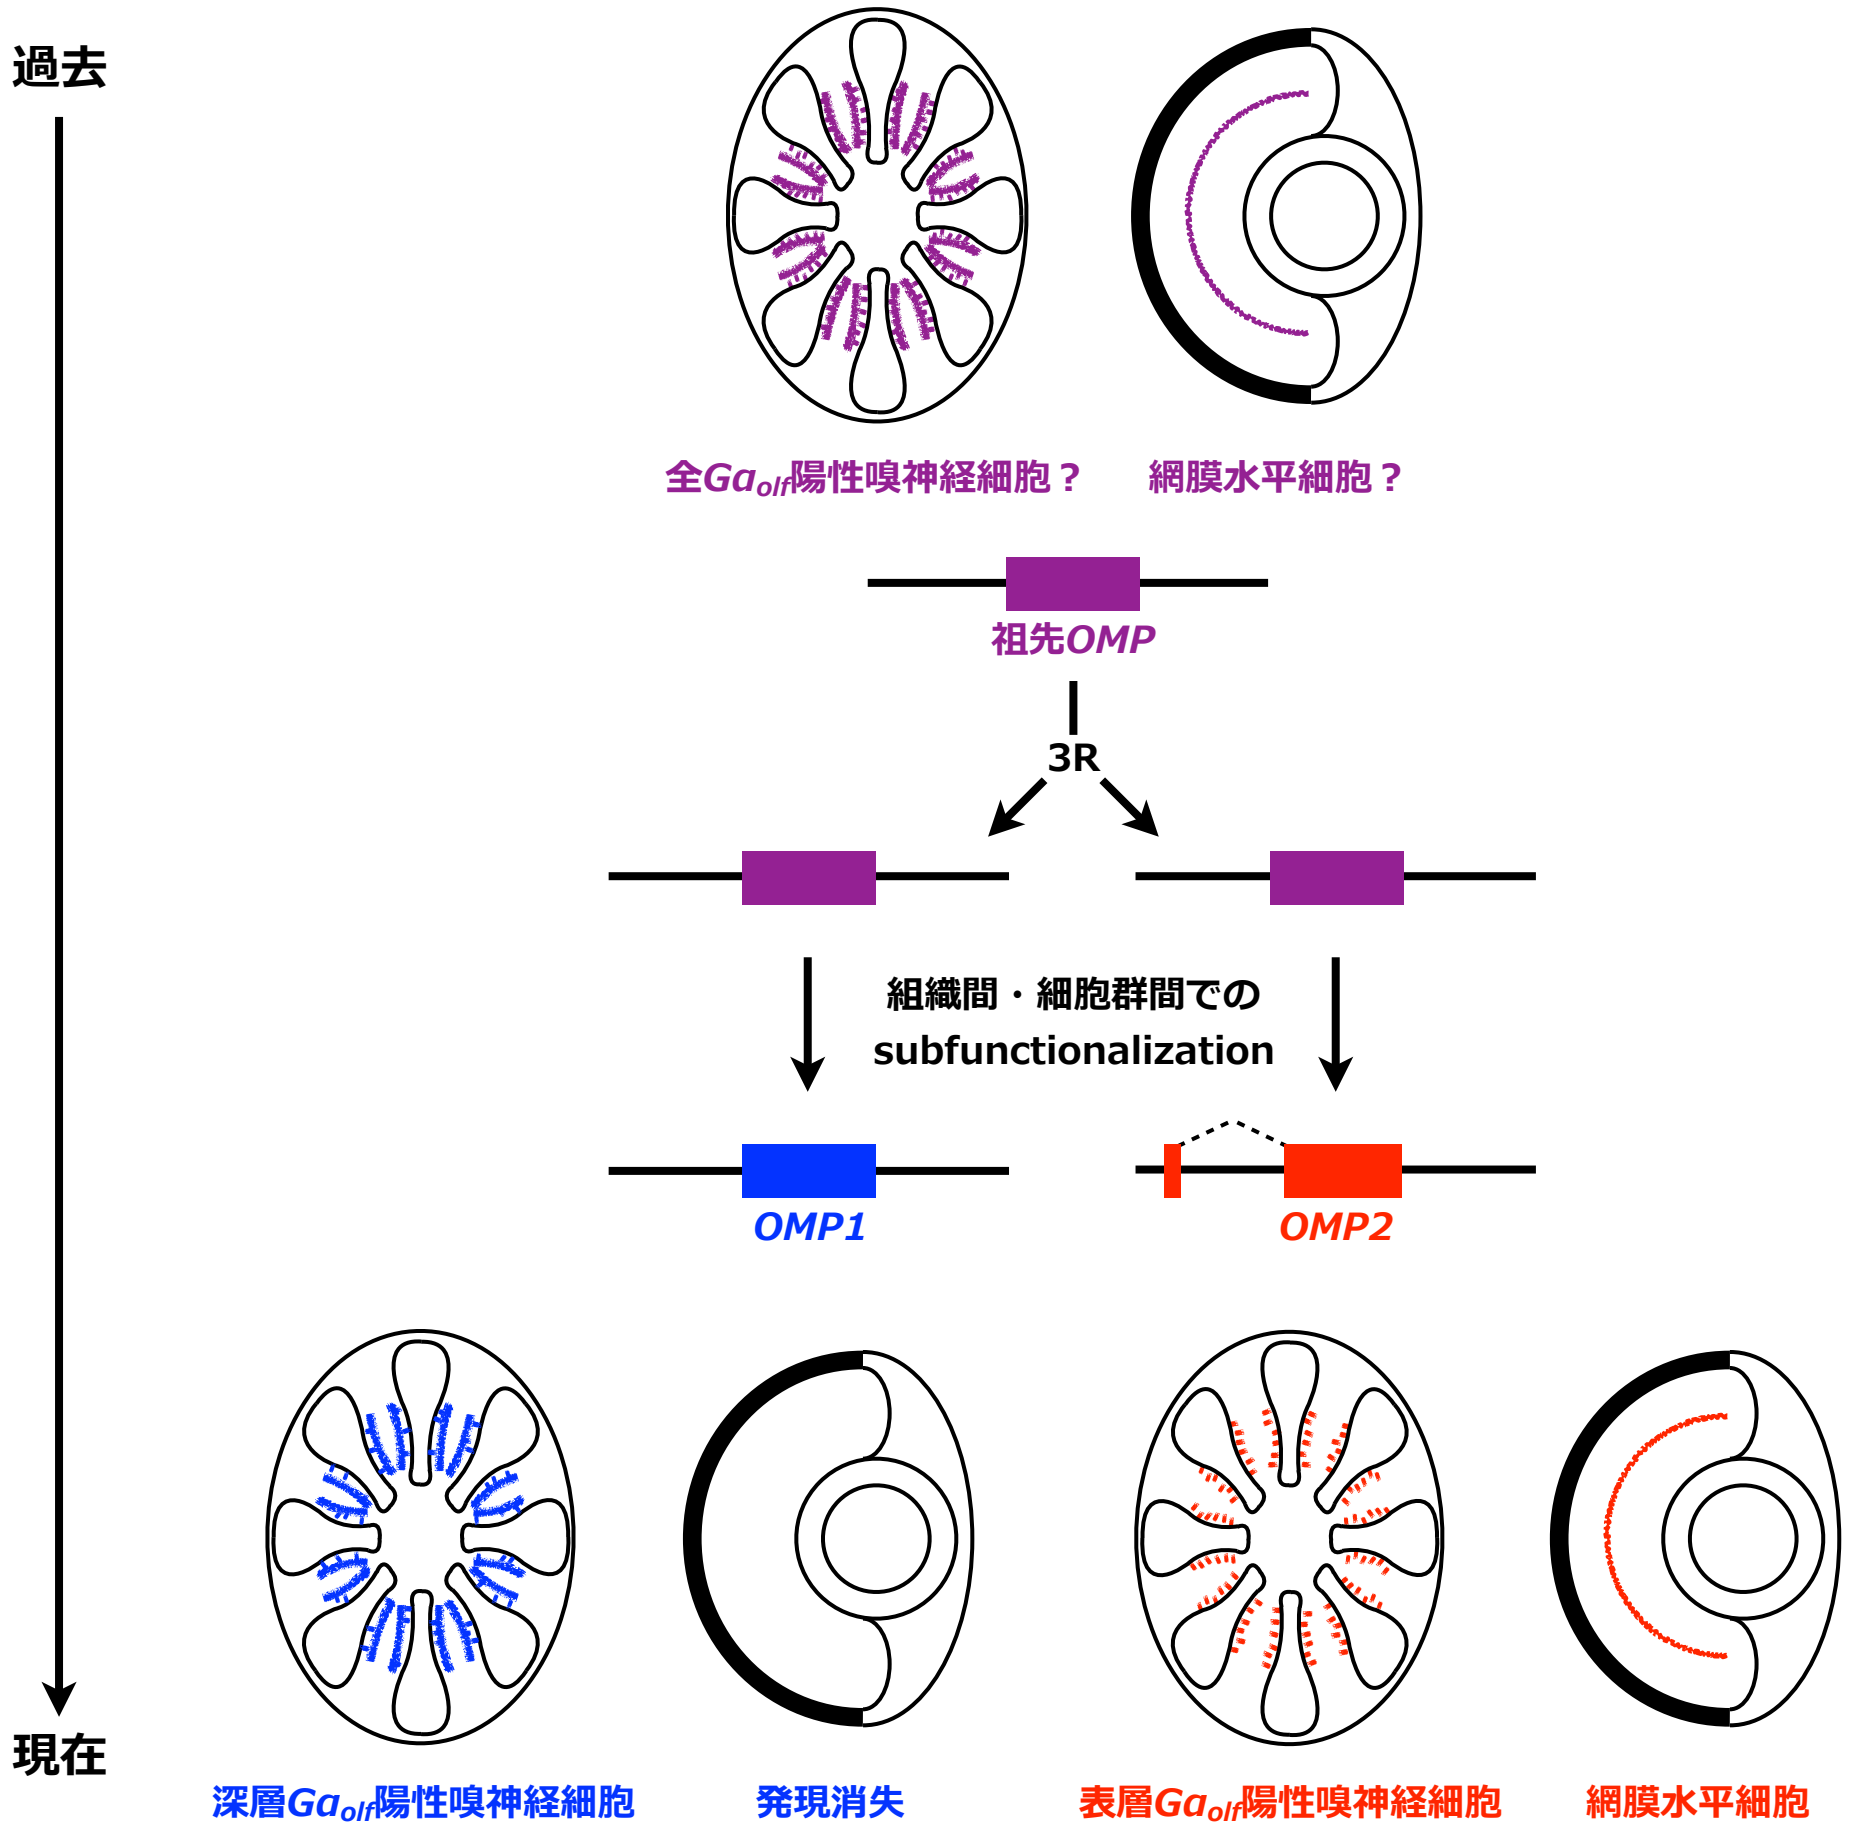 過去
全Gαolf陽性嗅神経細胞？
網膜水平細胞？
祖先OMP
3R
組織間・細胞群間での
subfunctionalization
OMP1
OMP2
現在
深層Gαolf陽性嗅神経細胞
発現消失
表層Gαolf陽性嗅神経細胞
網膜水平細胞